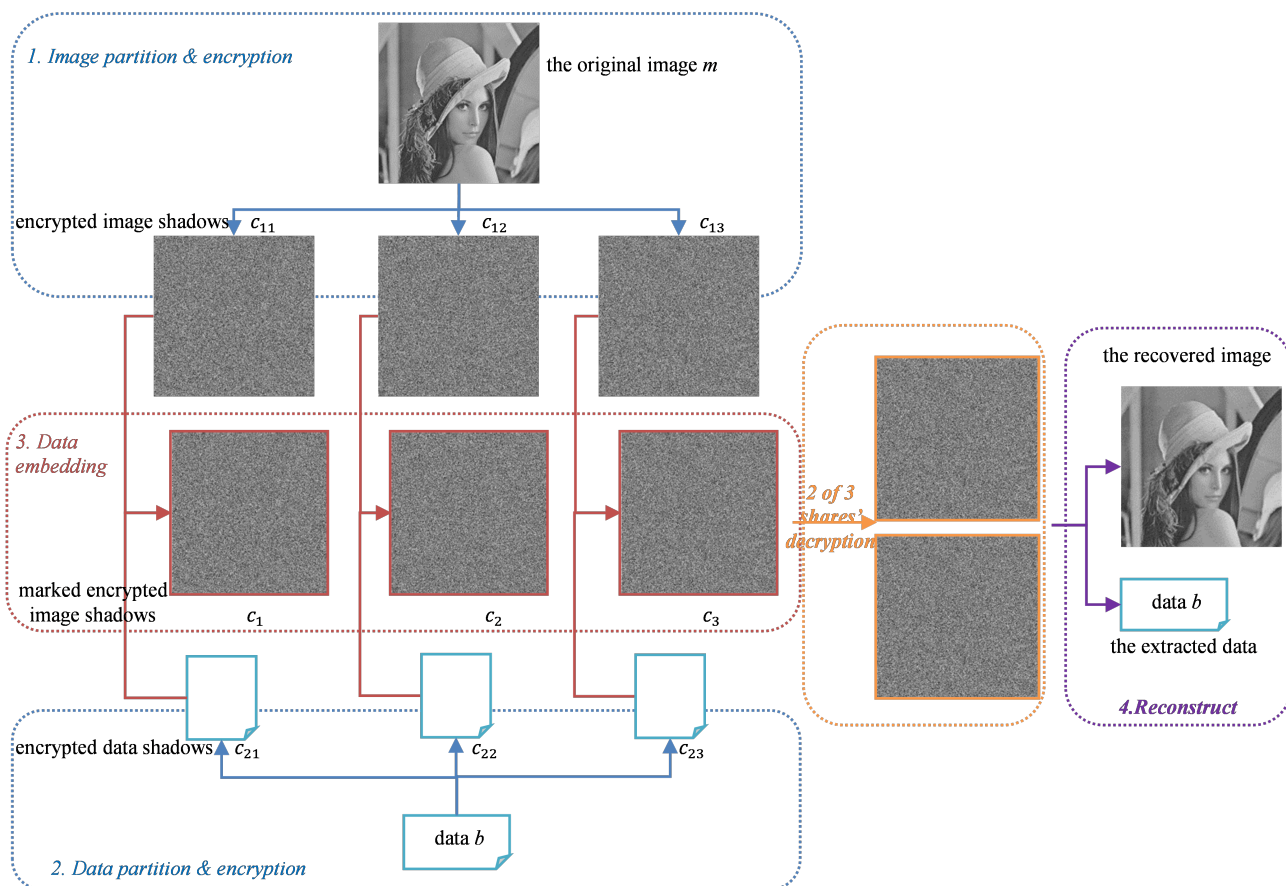 1. Image partition & encryption
the original image m
encrypted image shadows
c₁₁
c₁₂
c₁₃
the recovered image
3. Data
embedding
2 of 3
shares'
decryption
marked encrypted
image shadows
c₁
c₂
c₃
data b
the extracted data
4.Reconstruct
encrypted data shadows
c₂₁
c₂₂
c₂₃
data b
2. Data partition & encryption